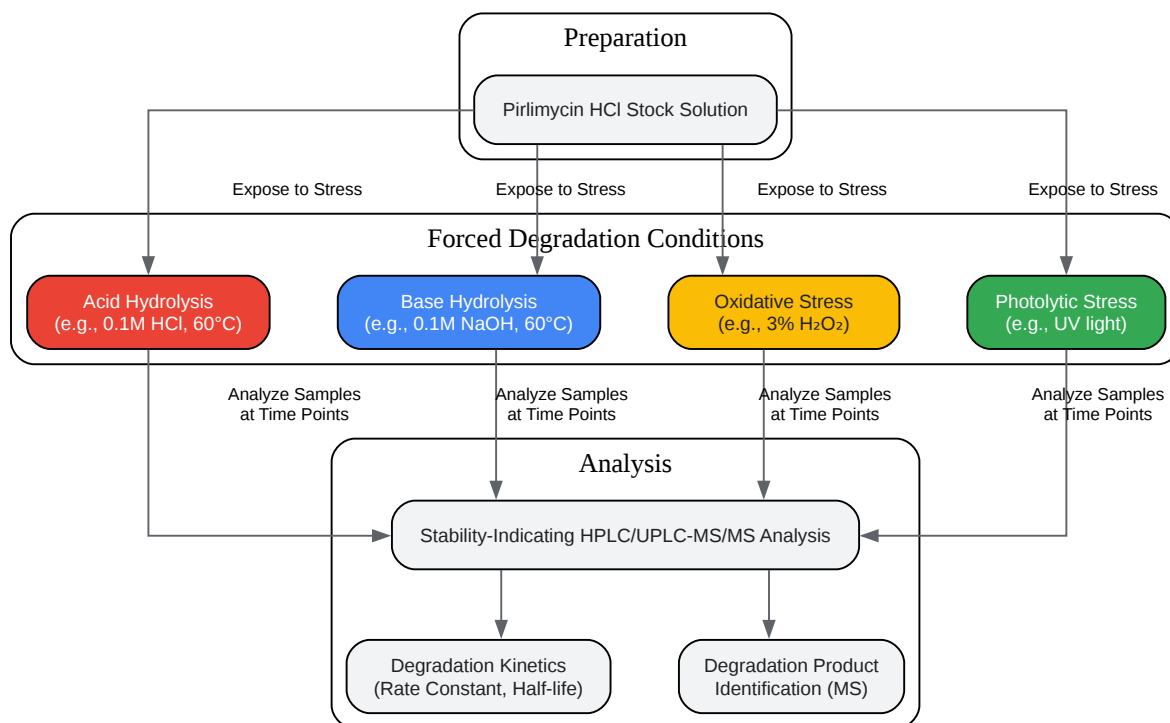 Preparation
Pirlimycin HCl Stock Solution
Expose to Stress
Expose to Stress
Expose to Stress
Expose to Stress
Forced Degradation Conditions
Acid Hydrolysis
(e.g., 0.1M HCl, 60°C)
Base Hydrolysis
(e.g., 0.1M NaOH, 60°C)
Oxidative Stress
(e.g., 3% H₂O₂)
Photolytic Stress
(e.g., UV light)
Analyze Samples
at Time Points
Analyze Samples
at Time Points
Analyze Samples
at Time Points
Analyze Samples
at Time Points
Analysis
Stability-Indicating HPLC/UPLC-MS/MS Analysis
Degradation Kinetics
(Rate Constant, Half-life)
Degradation Product
Identification (MS)